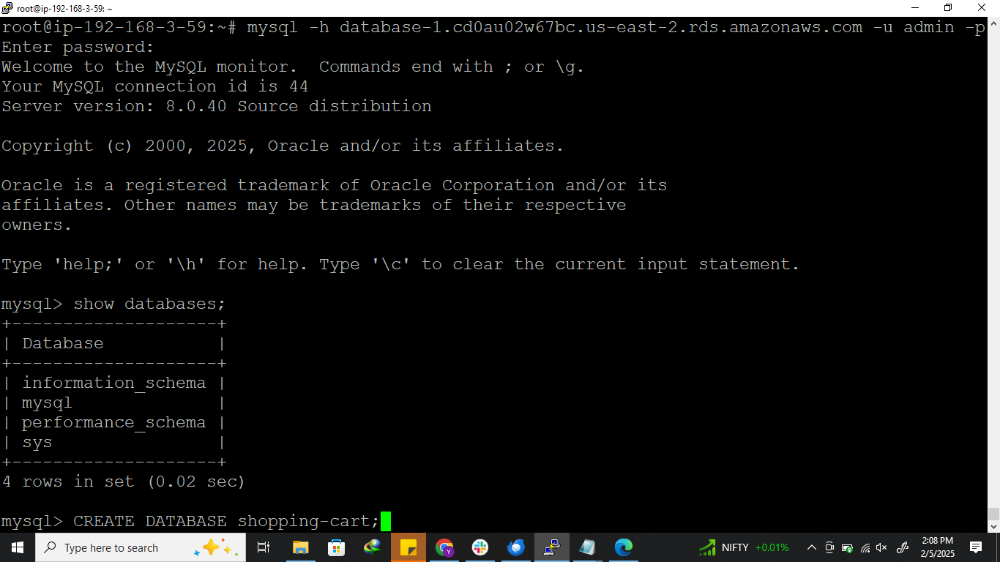 root@ip-192-168-3-59: ~
root@ip-192-168-3-59:~# mysql -h database-1.cd0au02w67bc.us-east-2.rds.amazonaws.com -u admin -p
Enter password:
Welcome to the MySQL monitor.  Commands end with ; or \g.
Your MySQL connection id is 44
Server version: 8.0.40 Source distribution
Copyright (c) 2000, 2025, Oracle and/or its affiliates.
Oracle is a registered trademark of Oracle Corporation and/or its
affiliates. Other names may be trademarks of their respective
owners.
Type 'help;' or '\h' for help. Type '\c' to clear the current input statement.
mysql> show databases;
+--------------------+
| Database           |
+--------------------+
| information_schema |
| mysql              |
| performance_schema |
| sys                |
+--------------------+
4 rows in set (0.02 sec)
mysql> CREATE DATABASE shopping-cart;
Type here to search
NIFTY +0.01%
2:08 PM
2/5/2025